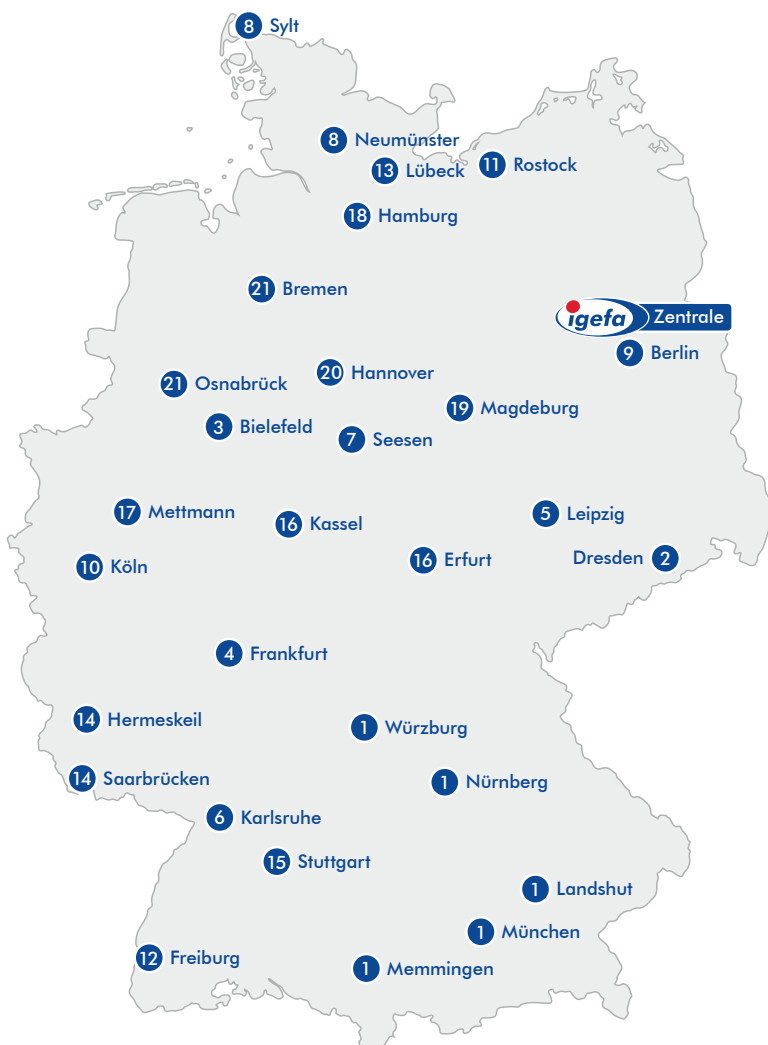 8 Sylt
8 Neumünster
13 Lübeck
11 Rostock
18 Hamburg
21 Bremen
igefa Zentrale
9 Berlin
20 Hannover
21 Osnabrück
19 Magdeburg
3 Bielefeld
7 Seesen
17 Mettmann
16 Kassel
5 Leipzig
10 Köln
16 Erfurt
Dresden 2
4 Frankfurt
14 Hermeskeil
1 Würzburg
14 Saarbrücken
1 Nürnberg
6 Karlsruhe
15 Stuttgart
1 Landshut
1 München
12 Freiburg
1 Memmingen